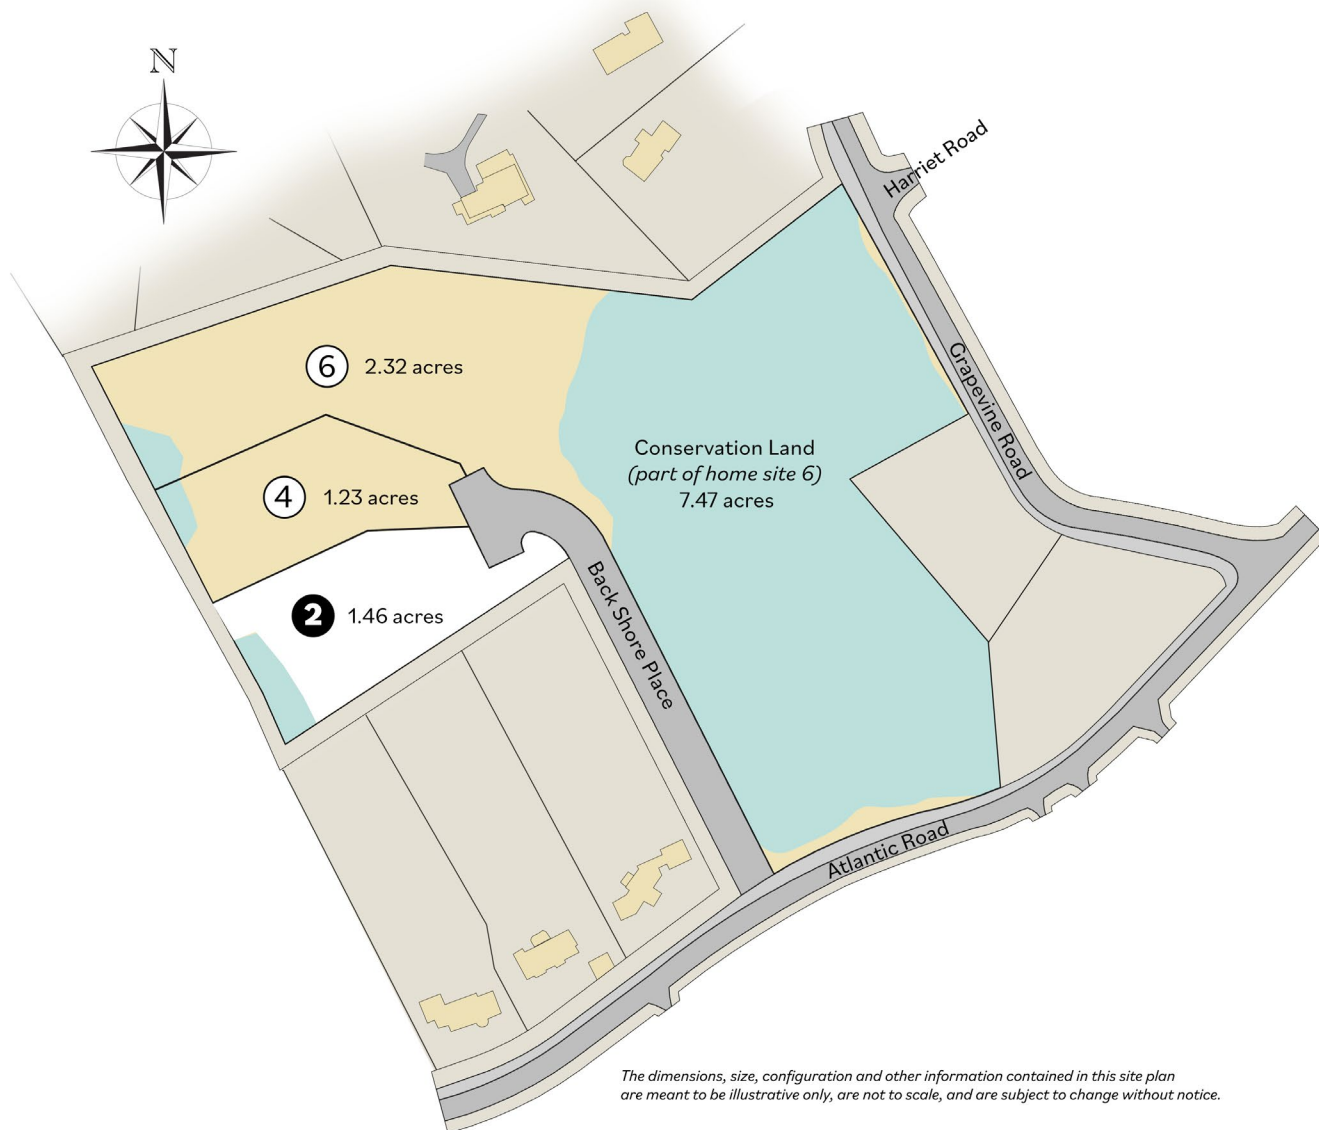 N
Harriet Road
Grapevine Road
6 2.32 acres
Conservation Land
(part of home site 6)
7.47 acres
4 1.23 acres
2 1.46 acres
Back Shore Place
Atlantic Road
The dimensions, size, configuration and other information contained in this site plan
are meant to be illustrative only, are not to scale, and are subject to change without notice.